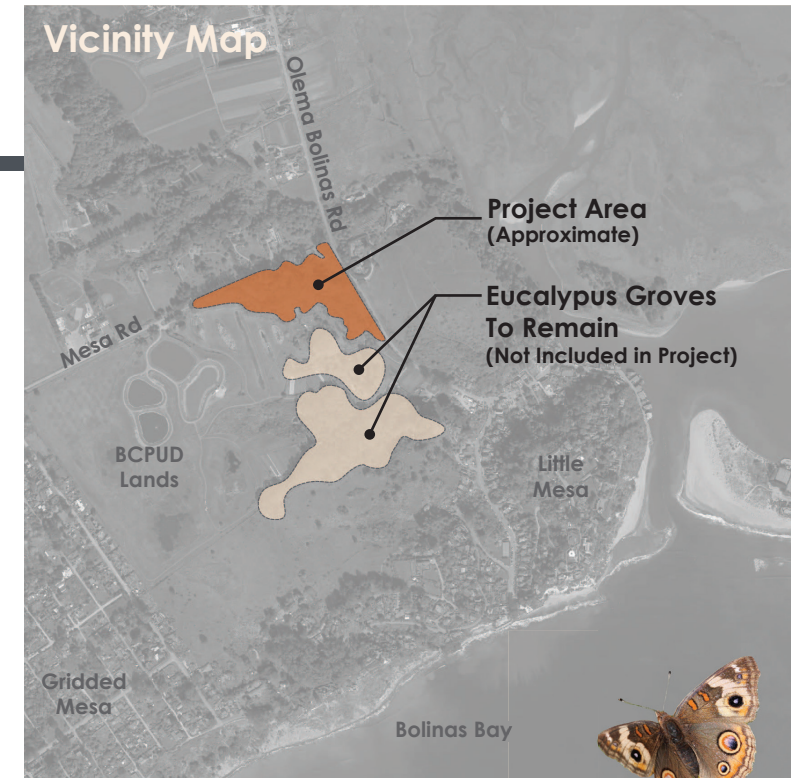 Vicinity Map
Olema Bolinas Rd
Project Area
(Approximate)
Eucalypus Groves
To Remain
(Not Included in Project)
Mesa Rd
BCPUD
Lands
Little
Mesa
Gridded
Mesa
Bolinas Bay